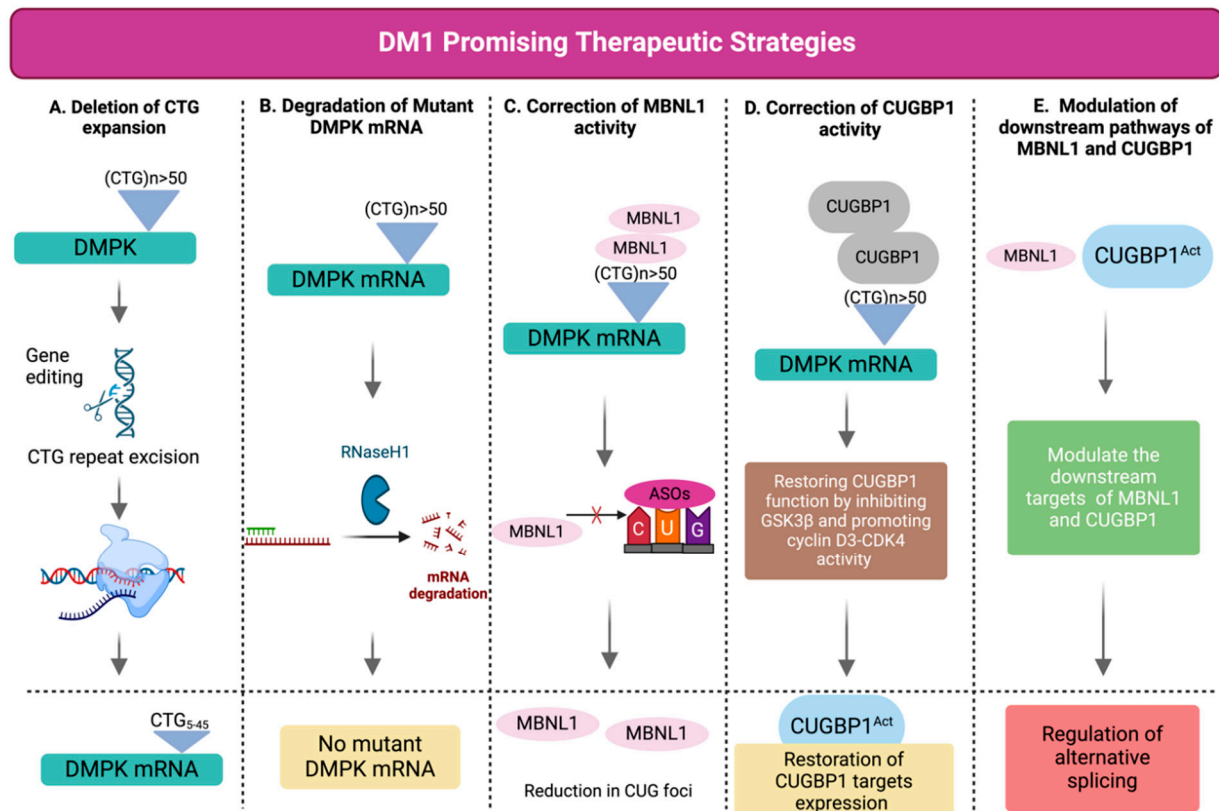 DM1 Promising Therapeutic Strategies
A. Deletion of CTG
expansion
(CTG)n>50
DMPK
Gene
editing
CTG repeat excision
CTG5-45
DMPK mRNA
B. Degradation of Mutant
DMPK mRNA
(CTG)n>50
DMPK mRNA
RNaseH1
mRNA
degradation
No mutant
DMPK mRNA
C. Correction of MBNL1
activity
MBNL1
MBNL1
(CTG)n>50
DMPK mRNA
ASOs
MBNL1
C U G
MBNL1
MBNL1
Reduction in CUG foci
D. Correction of CUGBP1
activity
CUGBP1
CUGBP1
(CTG)n>50
DMPK mRNA
Restoring CUGBP1
function by inhibiting
GSK3β and promoting
cyclin D3-CDK4
activity
CUGBP1Act
Restoration of
CUGBP1 targets
expression
E. Modulation of
downstream pathways of
MBNL1 and CUGBP1
MBNL1
CUGBP1Act
Modulate the
downstream
targets of MBNL1
and CUGBP1
Regulation of
alternative
splicing